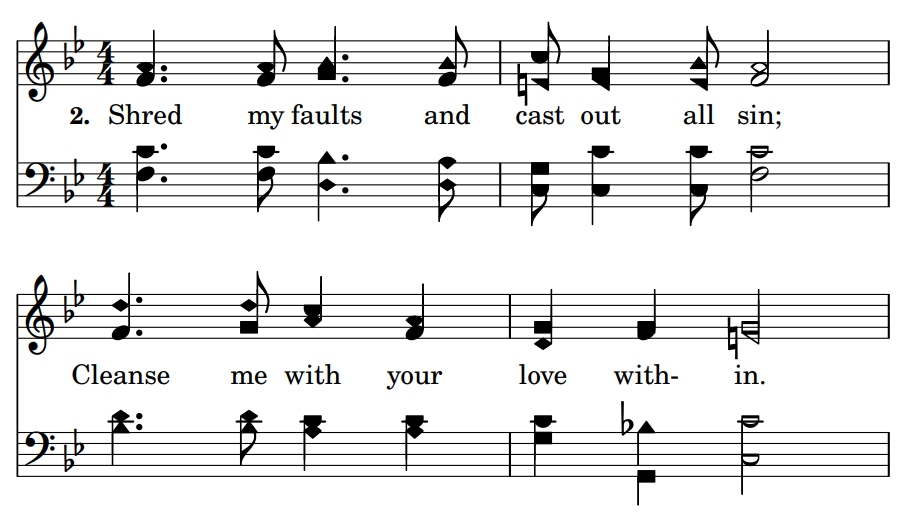 2. Shred my faults and cast out all sin;
Cleanse me with your love with- in.